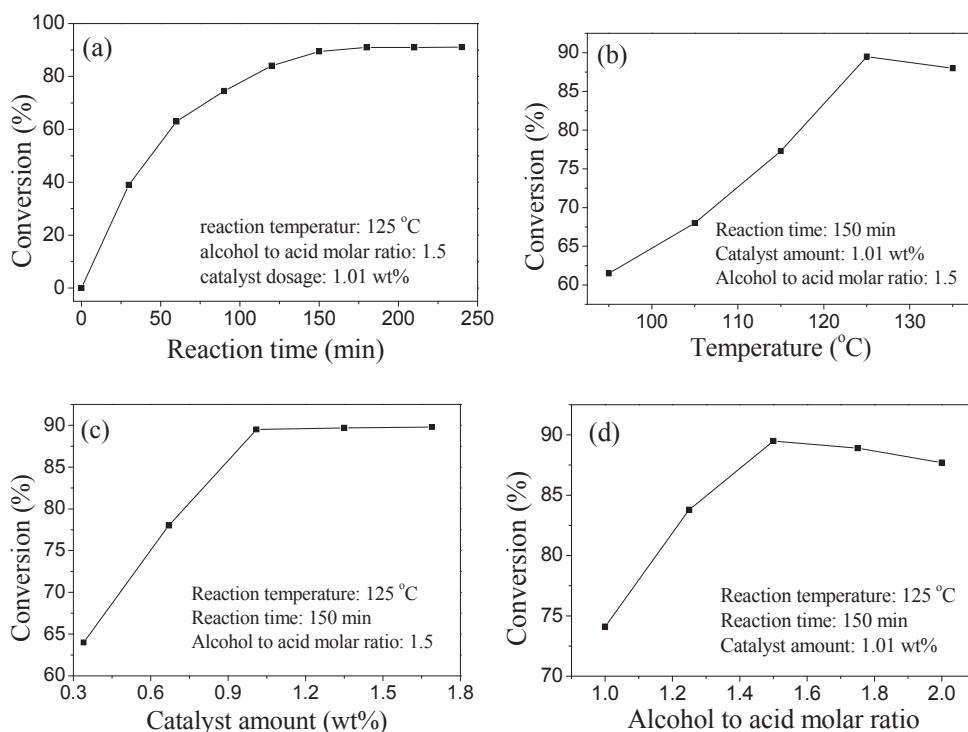 (a)
100
80
60
40
20
0
Conversion (%)
reaction temperatur: 125 °C
alcohol to acid molar ratio: 1.5
catalyst dosage: 1.01 wt%
0 50 100 150 200 250
Reaction time (min)
(b)
90
85
80
75
70
65
60
Conversion (%)
Reaction time: 150 min
Catalyst amount: 1.01 wt%
Alcohol to acid molar ratio: 1.5
100 110 120 130
Temperature (°C)
(c)
90
85
80
75
70
65
60
Conversion (%)
Reaction temperature: 125 °C
Reaction time: 150 min
Alcohol to acid molar ratio: 1.5
0.3 0.6 0.9 1.2 1.5 1.8
Catalyst amount (wt%)
(d)
90
85
80
75
70
Conversion (%)
Reaction temperature: 125 °C
Reaction time: 150 min
Catalyst amount: 1.01 wt%
1.0 1.2 1.4 1.6 1.8 2.0
Alcohol to acid molar ratio